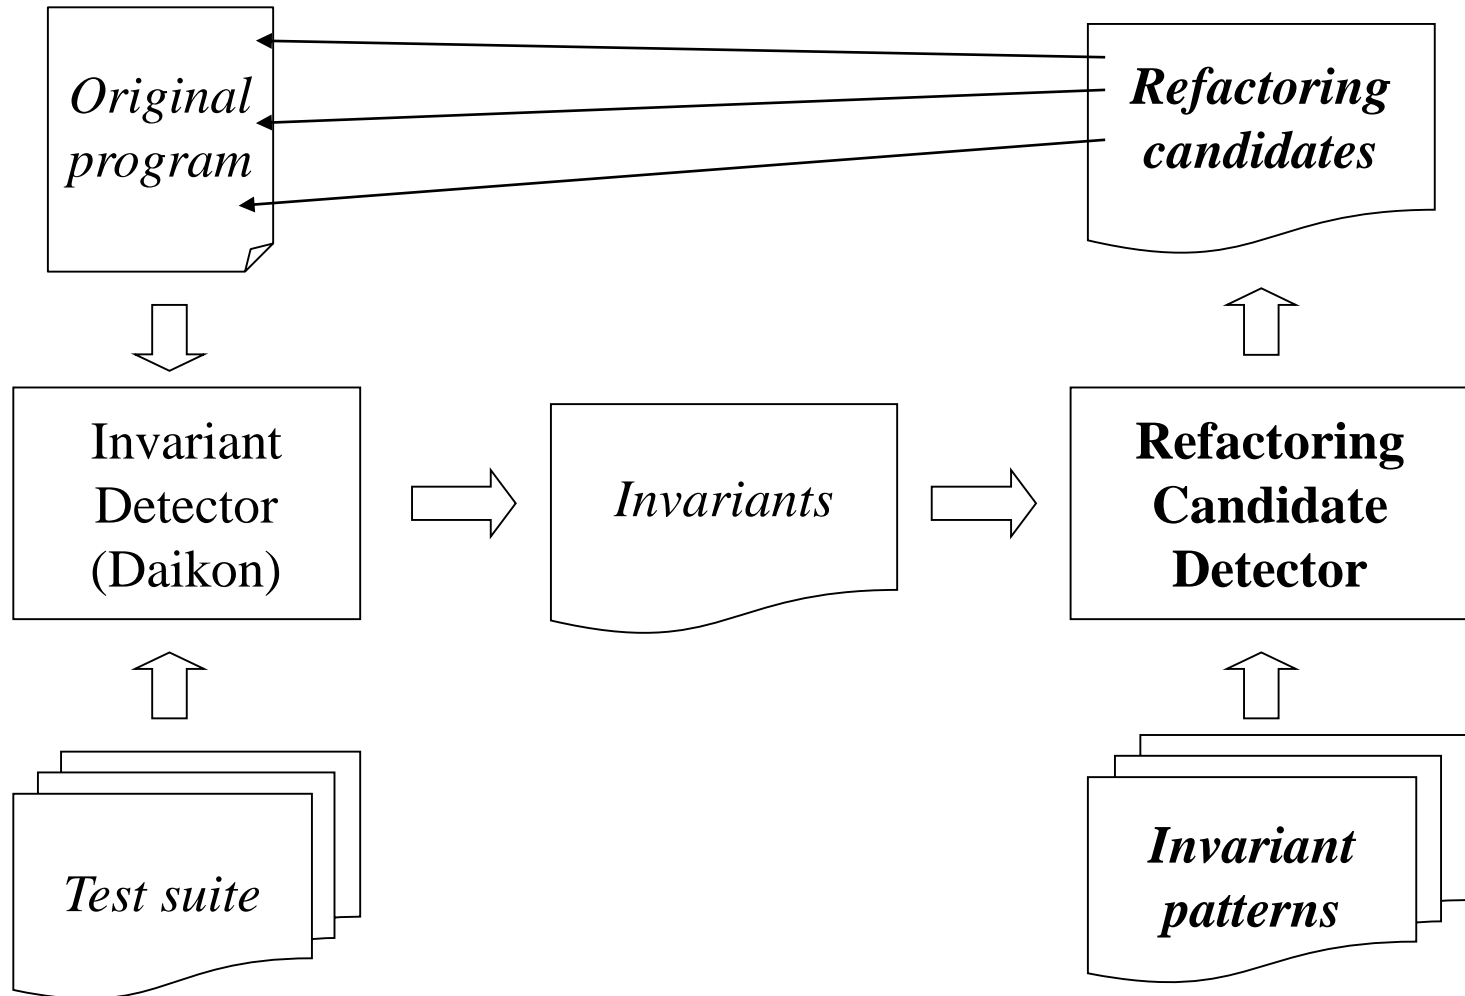 Original
program
Refactoring
candidates
Invariant
Detector
(Daikon)
Invariants
Refactoring
Candidate
Detector
Test suite
Invariant
patterns